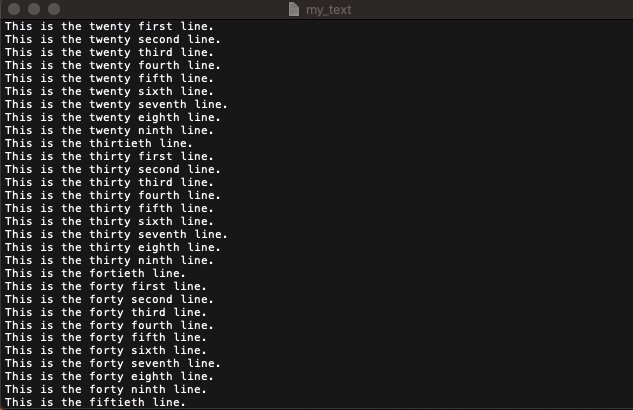 my_text
This is the twenty first line.
This is the twenty second line.
This is the twenty third line.
This is the twenty fourth line.
This is the twenty fifth line.
This is the twenty sixth line.
This is the twenty seventh line.
This is the twenty eighth line.
This is the twenty ninth line.
This is the thirtieth line.
This is the thirty first line.
This is the thirty second line.
This is the thirty third line.
This is the thirty fourth line.
This is the thirty fifth line.
This is the thirty sixth line.
This is the thirty seventh line.
This is the thirty eighth line.
This is the thirty ninth line.
This is the fortieth line.
This is the forty first line.
This is the forty second line.
This is the forty third line.
This is the forty fourth line.
This is the forty fifth line.
This is the forty sixth line.
This is the forty seventh line.
This is the forty eighth line.
This is the forty ninth line.
This is the fiftieth line.